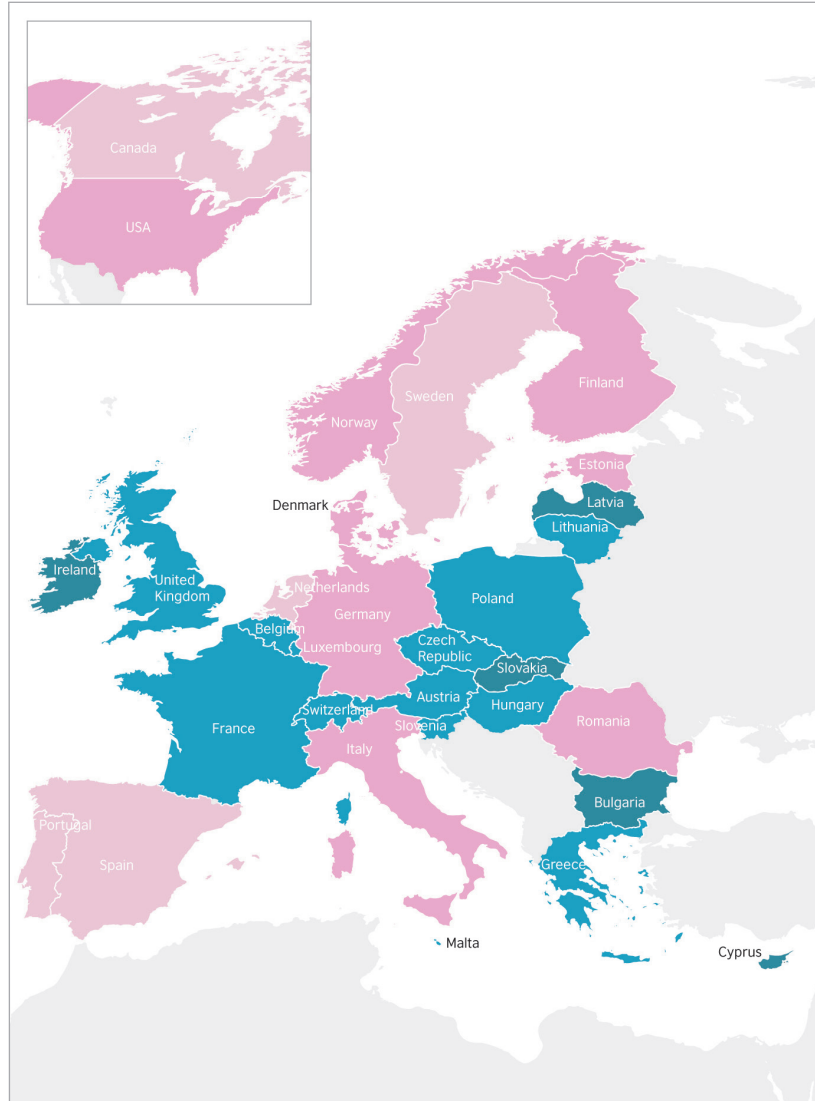 Canada
USA
Finland
Sweden
Norway
Estonia
Denmark
Latvia
Lithuania
Ireland
United
Kingdom
Netherlands
Germany
Poland
Belgium
Luxembourg
Czech
Republic
Slovakia
Austria
Hungary
Switzerland
France
Slovenia
Romania
Italy
Bulgaria
Portugal
Spain
Greece
Malta
Cyprus